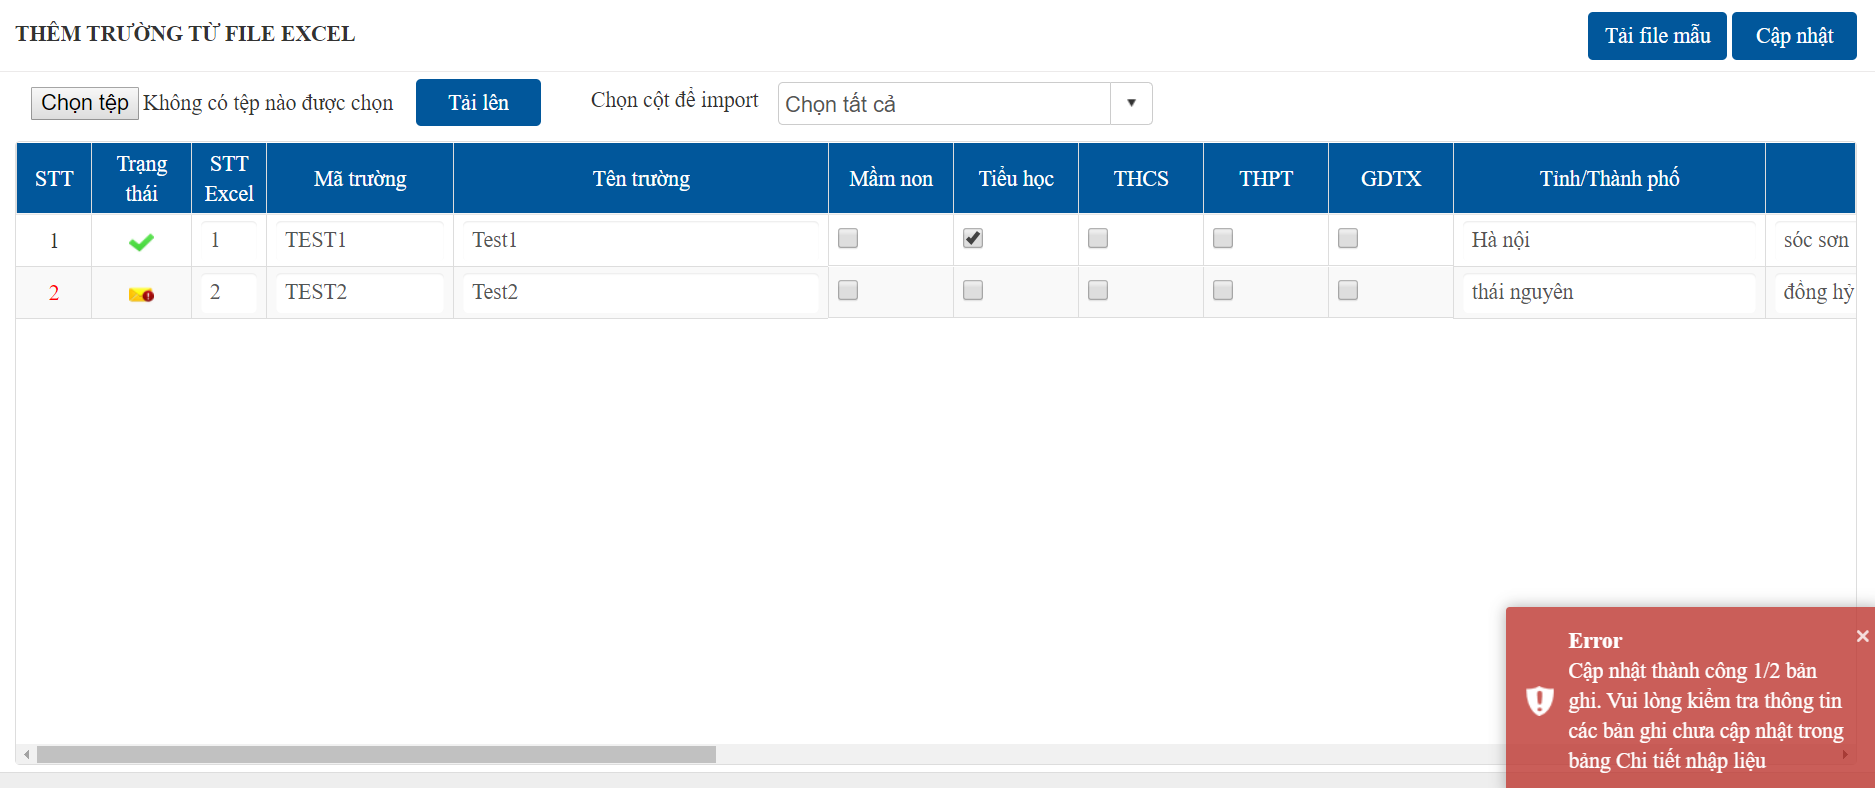 THÊM TRƯỜNG TỪ FILE EXCEL
Tải file mẫu
Cập nhật
Chọn tệp Không có tệp nào được chọn
Tải lên
Chọn cột để import
Chọn tất cả
STT
Trạng
thái
STT
Excel
Mã trường
Tên trường
Mầm non
Tiểu học
THCS
THPT
GDTX
Tỉnh/Thành phố
1
1
TEST1
Test1
Hà nội
sóc sơn
2
2
TEST2
Test2
thái nguyên
đồng hỷ
Error
Cập nhật thành công 1/2 bản
ghi. Vui lòng kiểm tra thông tin
các bản ghi chưa cập nhật trong
bảng Chi tiết nhập liệu